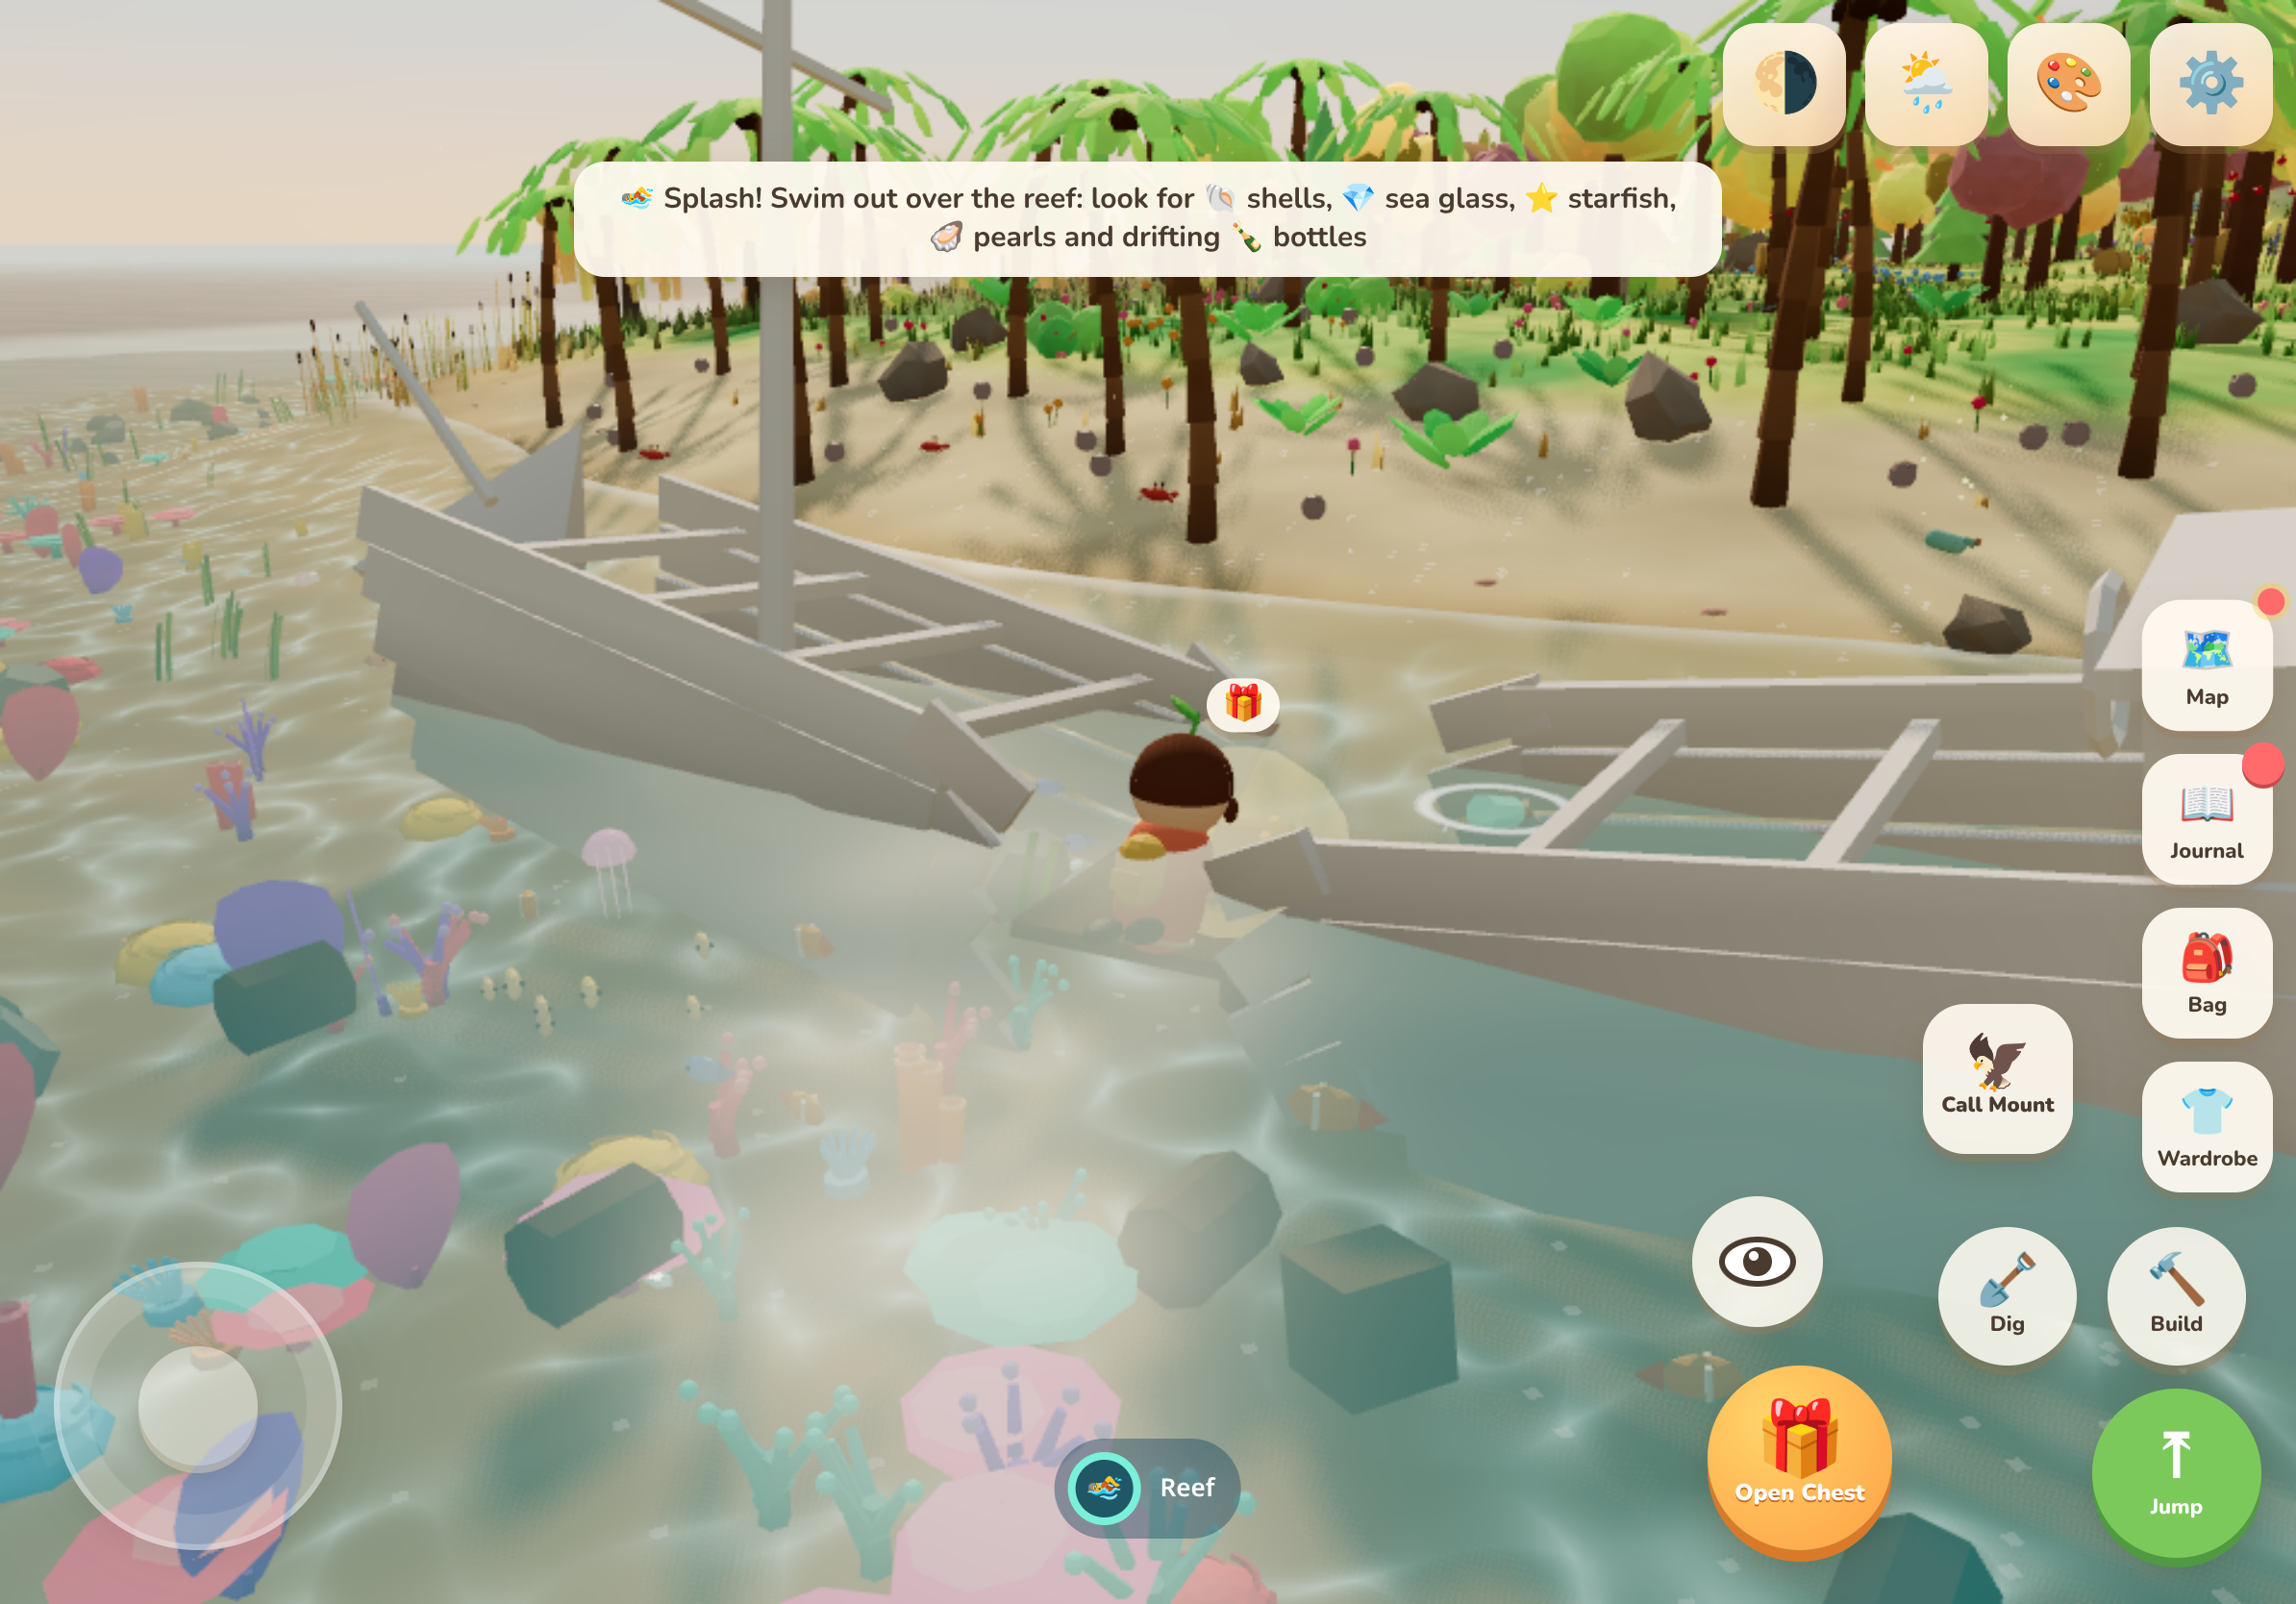 Splash! Swim out over the reef: look for 🐚 shells, 💎 sea glass, ⭐ starfish,
🦪 pearls and drifting 🍾 bottles
Map
Journal
Bag
Call Mount
Wardrobe
Dig
Build
Open Chest
Reef
Jump